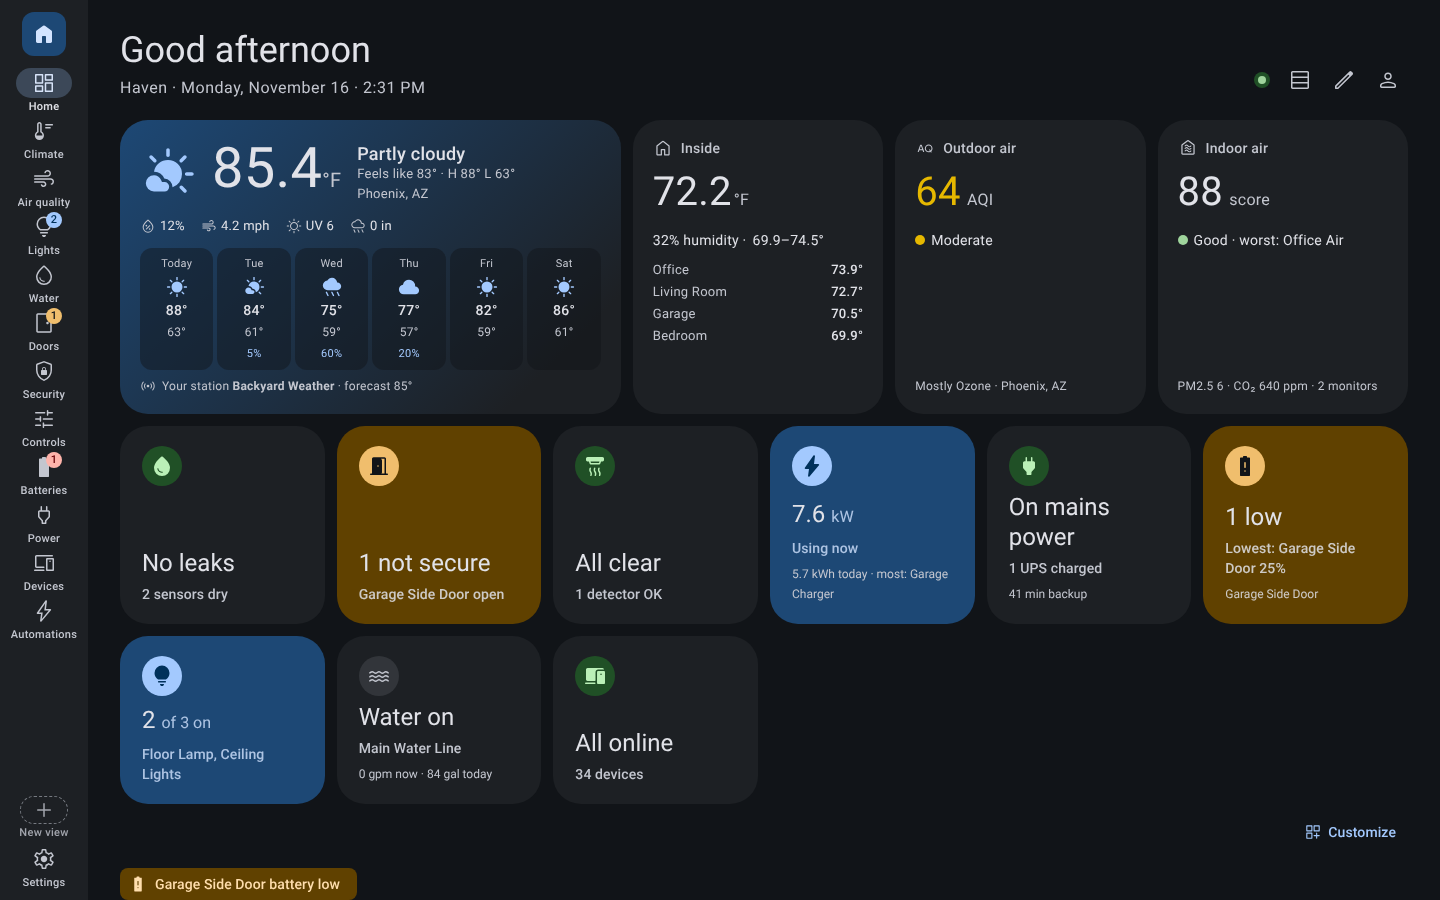 Home
Climate
Air quality
2
Lights
Water
1
Doors
Security
Controls
1
Batteries
Power
Devices
Automations
New view
Settings
Good afternoon
Haven · Monday, November 16 · 2:31 PM
85.4°F
Partly cloudy
Feels like 83° · H 88° L 63°
Phoenix, AZ
12% 4.2 mph UV 6 0 in
Today
88°
63°
Tue
84°
61°
5%
Wed
75°
59°
60%
Thu
77°
57°
20%
Fri
82°
59°
Sat
86°
61°
Your station Backyard Weather · forecast 85°
Inside
72.2°F
32% humidity · 69.9–74.5°
Office 73.9°
Living Room 72.7°
Garage 70.5°
Bedroom 69.9°
AQ Outdoor air
64 AQI
Moderate
Mostly Ozone · Phoenix, AZ
Indoor air
88 score
Good · worst: Office Air
PM2.5 6 · CO₂ 640 ppm · 2 monitors
No leaks
2 sensors dry
1 not secure
Garage Side Door open
All clear
1 detector OK
7.6 kW
Using now
5.7 kWh today · most: Garage
Charger
On mains
power
1 UPS charged
41 min backup
1 low
Lowest: Garage Side
Door 25%
Garage Side Door
2 of 3 on
Floor Lamp, Ceiling
Lights
Water on
Main Water Line
0 gpm now · 84 gal today
All online
34 devices
Customize
Garage Side Door battery low